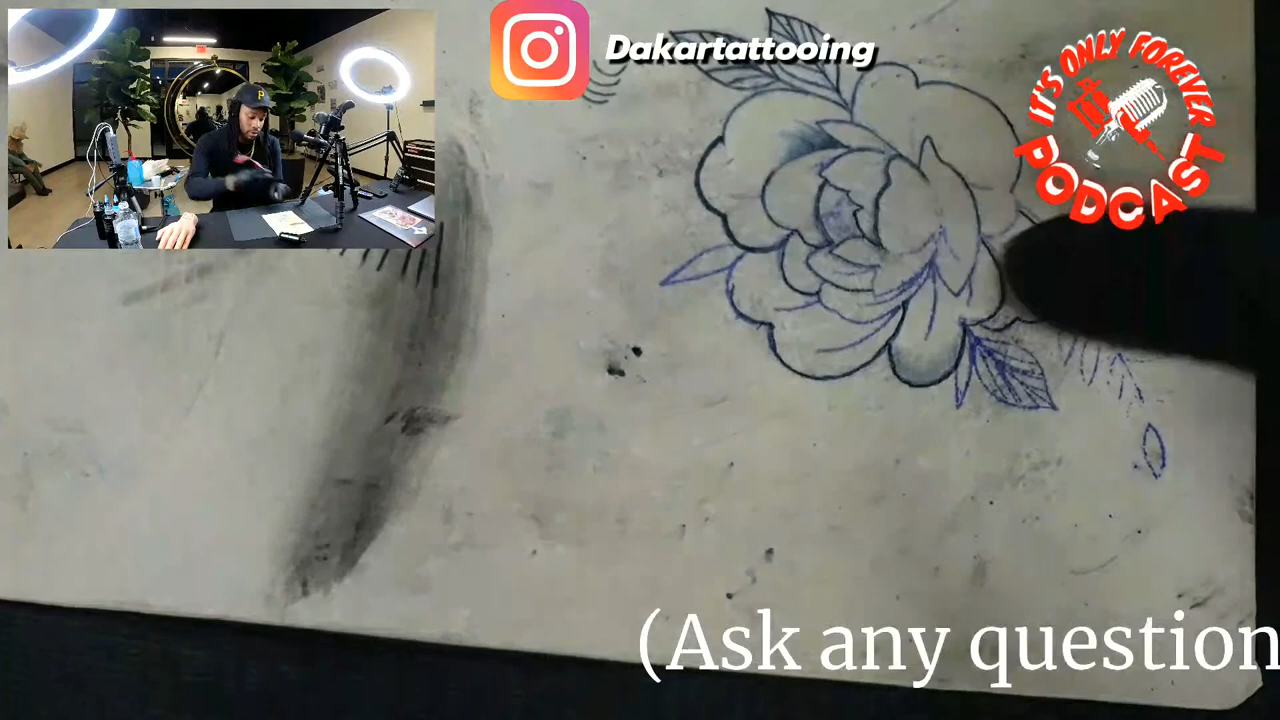 Dakartattooing
IT'S ONLY FOREVER
PODCAST
(Ask any question